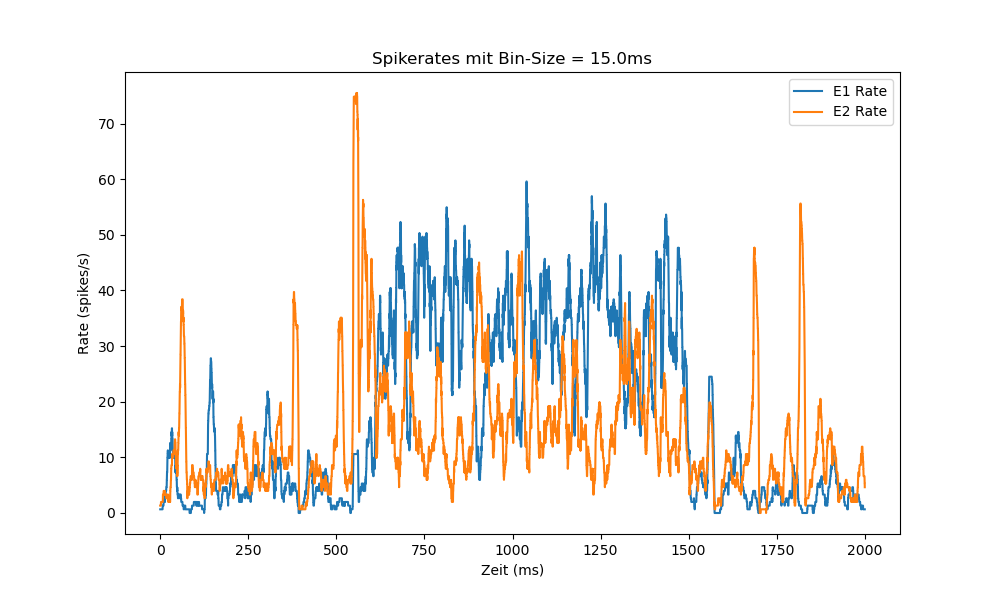 Spikerates mit Bin-Size = 15.0ms
E1 Rate
E2 Rate
Rate (spikes/s)
70
60
50
40
30
20
10
0
0 250 500 750 1000 1250 1500 1750 2000
Zeit (ms)